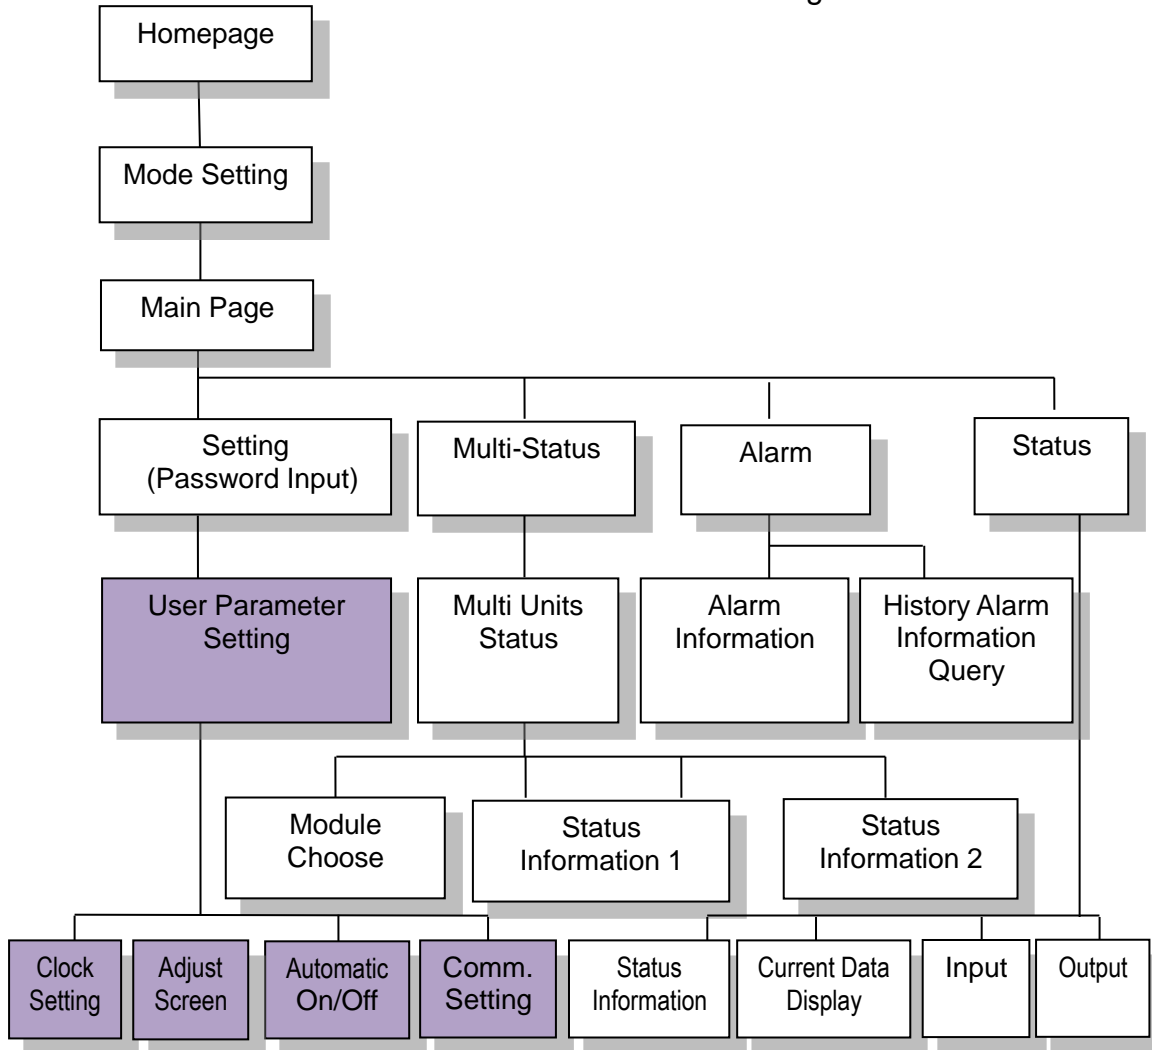 Homepage
Mode Setting
Main Page
Setting
(Password Input)
Multi-Status
Alarm
Status
User Parameter
Setting
Multi Units
Status
Alarm
Information
History Alarm
Information
Query
Module
Choose
Status
Information 1
Status
Information 2
Clock
Setting
Adjust
Screen
Automatic
On/Off
Comm.
Setting
Status
Information
Current Data
Display
Input
Output